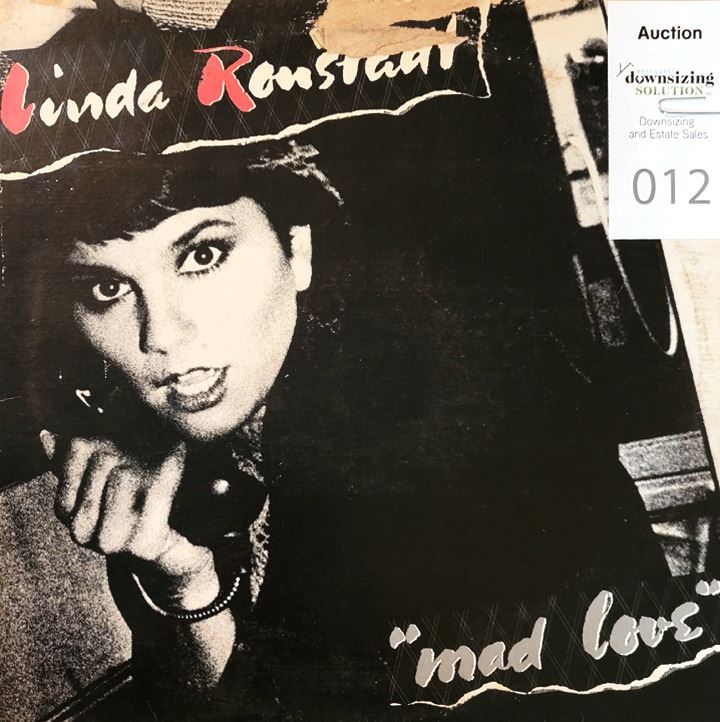 Linda Ronstadt
Auction
downsizing
SOLUTION
Downsizing
and Estate Sales
012
"mad love"